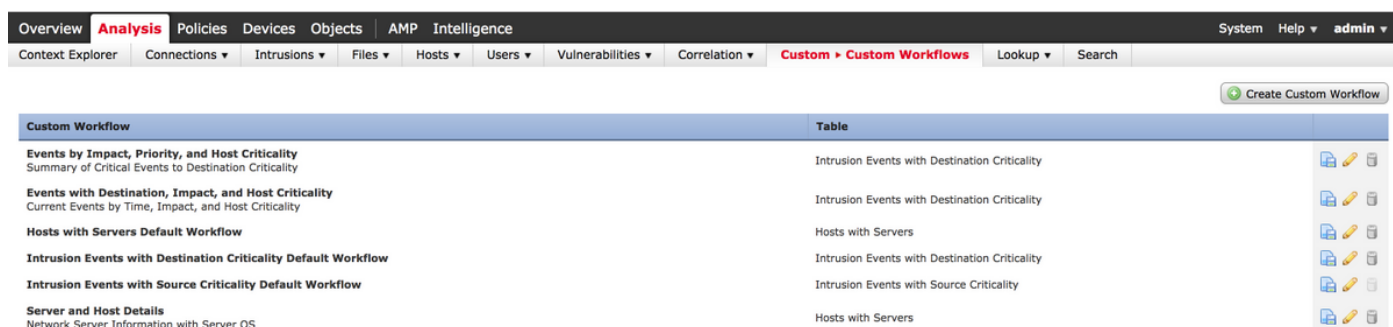 Overview Analysis Policies Devices Objects AMP Intelligence System Help ▾ admin ▾
Context Explorer Connections ▾ Intrusions ▾ Files ▾ Hosts ▾ Users ▾ Vulnerabilities ▾ Correlation ▾ Custom ▸ Custom Workflows Lookup ▾ Search
Create Custom Workflow
Custom Workflow Table
Events by Impact, Priority, and Host Criticality
Summary of Critical Events to Destination Criticality
Intrusion Events with Destination Criticality
Events with Destination, Impact, and Host Criticality
Current Events by Time, Impact, and Host Criticality
Intrusion Events with Destination Criticality
Hosts with Servers Default Workflow Hosts with Servers
Intrusion Events with Destination Criticality Default Workflow Intrusion Events with Destination Criticality
Intrusion Events with Source Criticality Default Workflow Intrusion Events with Source Criticality
Server and Host Details
Network Server Information with Server OS
Hosts with Servers